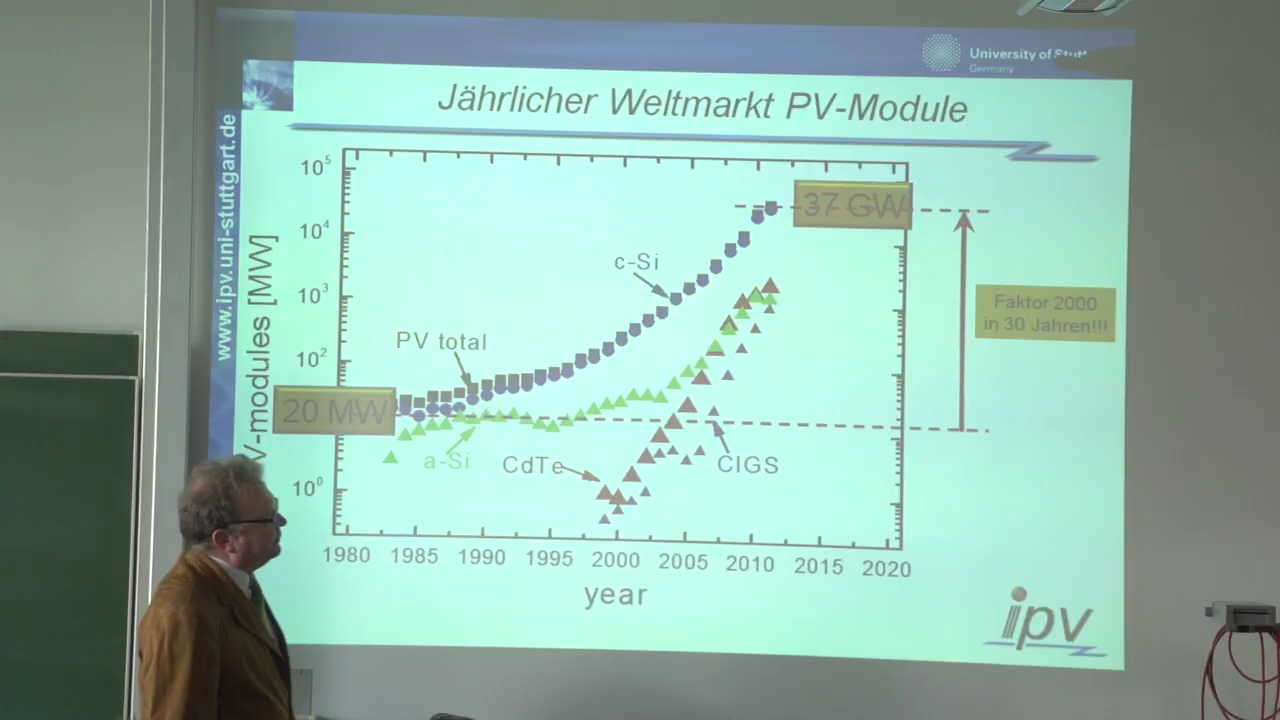 University of
Germany
Jährlicher Weltmarkt PV-Module
www.ipv.uni-stuttgart.de
V-modules [MW]
10⁵
10⁴
10³
10²
10⁰
37 GW
c-Si
PV total
20 MW
a-Si
CdTe
CIGS
Faktor 2000
in 30 Jahren!!!
1980 1985 1990 1995 2000 2005 2010 2015 2020
year
ipv